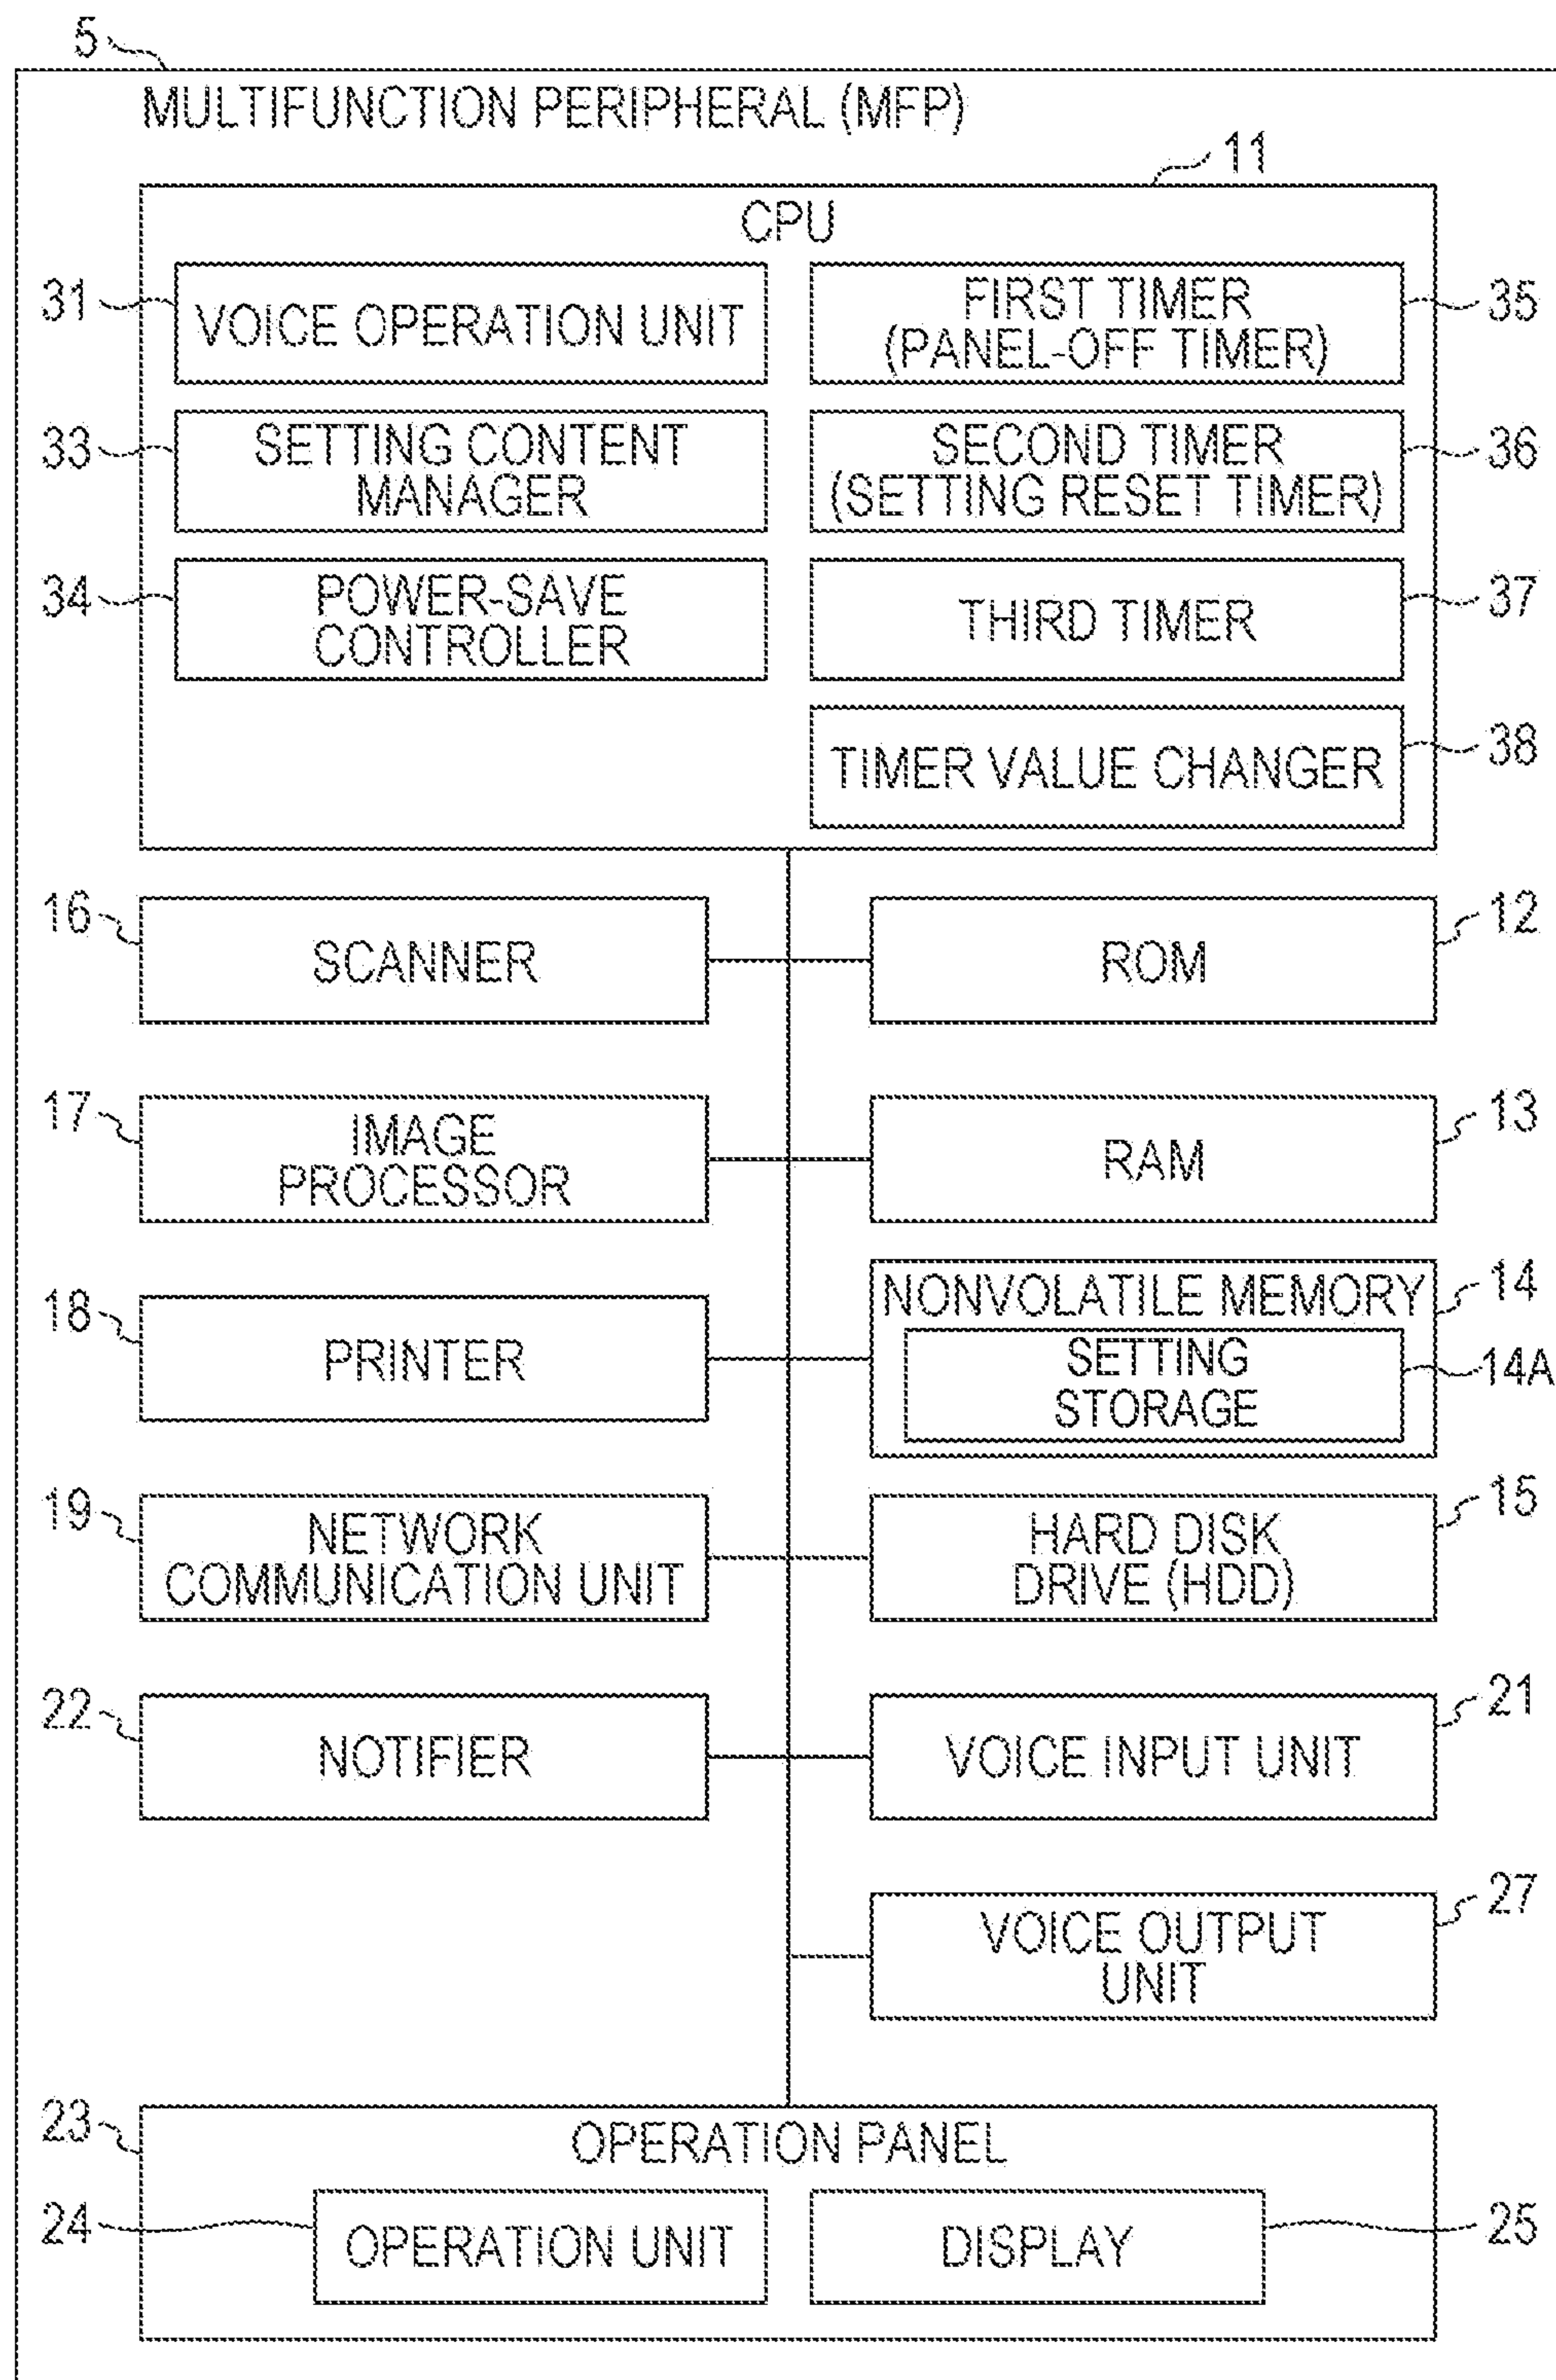 5
MULTIFUNCTION PERIPHERAL (MFP)
11
CPU
31
VOICE OPERATION UNIT
FIRST TIMER
(PANEL-OFF TIMER)
35
33
SETTING CONTENT
MANAGER
SECOND TIMER
(SETTING RESET TIMER)
36
34
POWER-SAVE
CONTROLLER
THIRD TIMER
37
TIMER VALUE CHANGER
38
16
SCANNER
ROM
12
17
IMAGE
PROCESSOR
RAM
13
18
PRINTER
NONVOLATILE MEMORY
14
SETTING
STORAGE
14A
19
NETWORK
COMMUNICATION UNIT
HARD DISK
DRIVE (HDD)
15
22
NOTIFIER
VOICE INPUT UNIT
21
VOICE OUTPUT
UNIT
27
23
OPERATION PANEL
24
OPERATION UNIT
DISPLAY
25